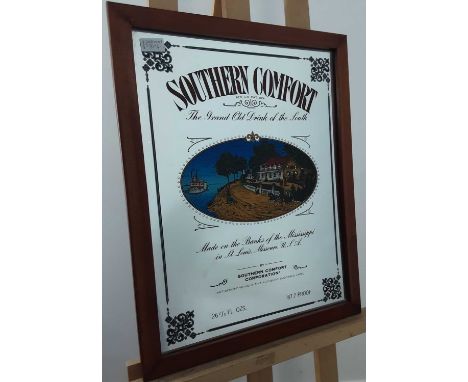 SOUTHERN COMFORT
The Grand Old Drink of the South
Made on the Banks of the Mississippi
in St. Louis, Missouri, U.S.A.
BY
SOUTHERN COMFORT
CORPORATION